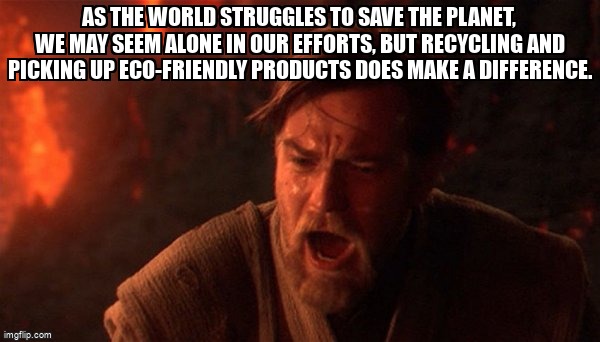 AS THE WORLD STRUGGLES TO SAVE THE PLANET,
WE MAY SEEM ALONE IN OUR EFFORTS, BUT RECYCLING AND
PICKING UP ECO-FRIENDLY PRODUCTS DOES MAKE A DIFFERENCE.
imgflip.com